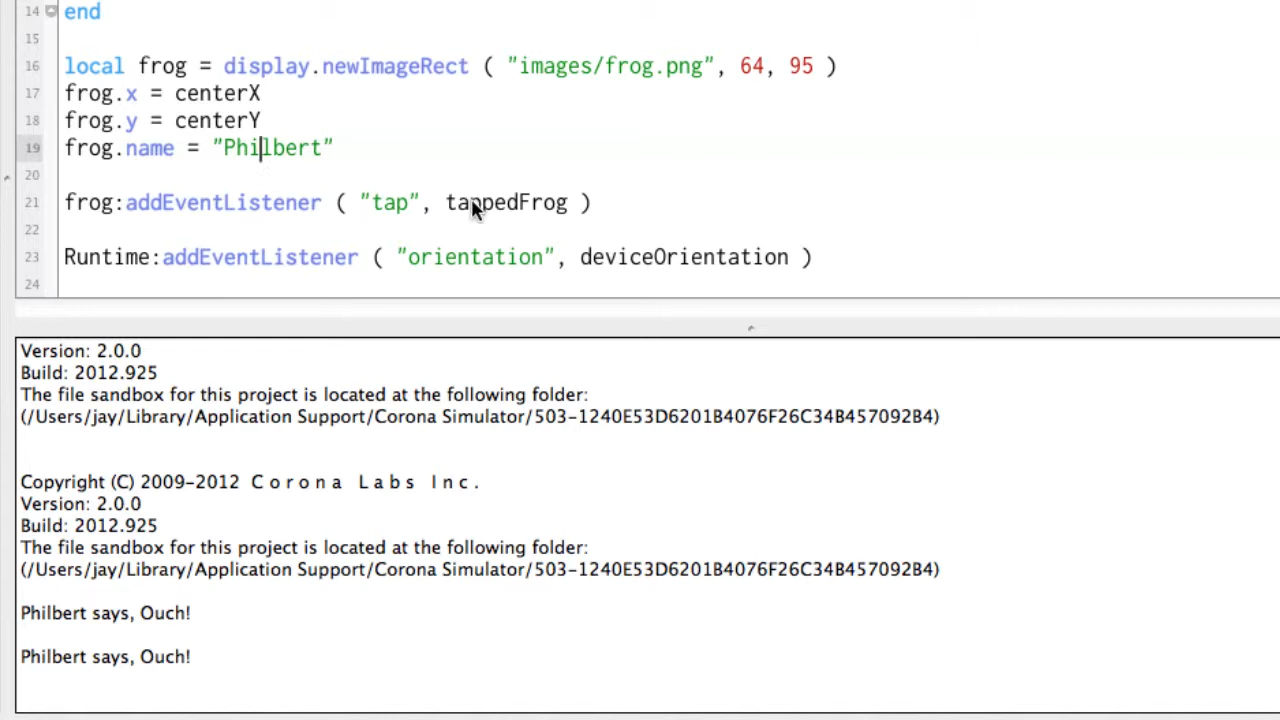 14 end
15
16 local frog = display.newImageRect ( "images/frog.png", 64, 95 )
17 frog.x = centerX
18 frog.y = centerY
19 frog.name = "Philbert"
20
21 frog:addEventListener ( "tap", tappedFrog )
22
23 Runtime:addEventListener ( "orientation", deviceOrientation )
24
Version: 2.0.0
Build: 2012.925
The file sandbox for this project is located at the following folder:
(/Users/jay/Library/Application Support/Corona Simulator/503-1240E53D6201B4076F26C34B457092B4)
Copyright (C) 2009-2012 C o r o n a L a b s I n c .
Version: 2.0.0
Build: 2012.925
The file sandbox for this project is located at the following folder:
(/Users/jay/Library/Application Support/Corona Simulator/503-1240E53D6201B4076F26C34B457092B4)
Philbert says, Ouch!
Philbert says, Ouch!